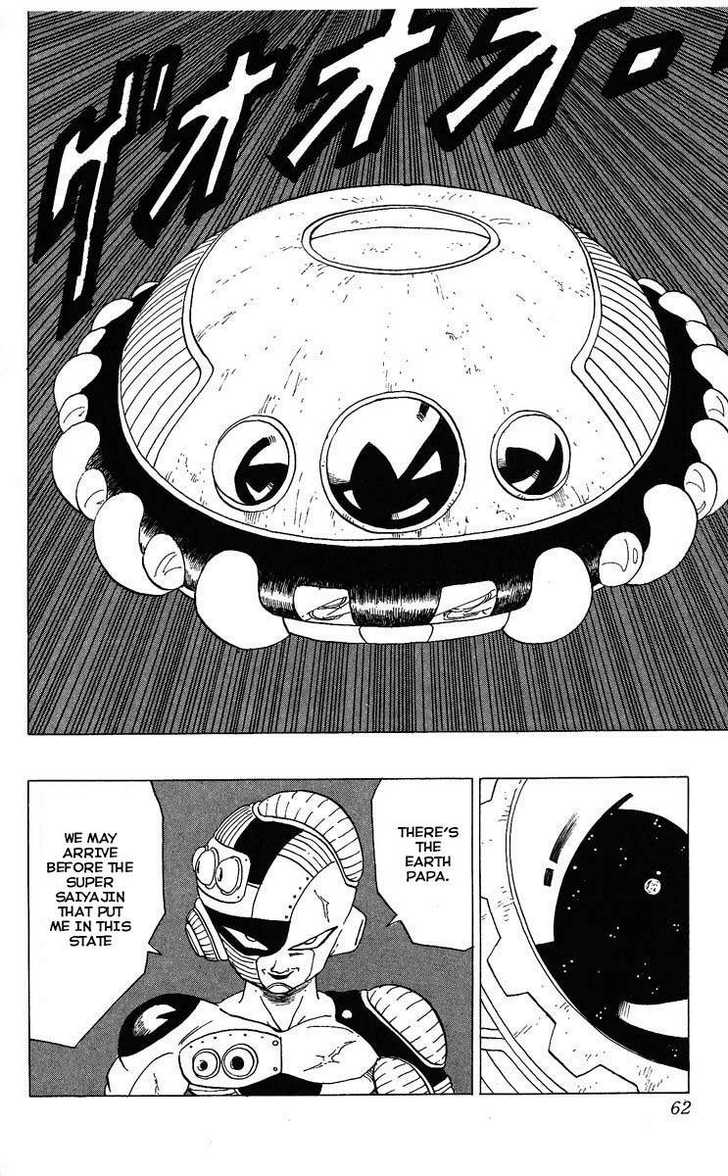 グオオオ・・
THERE'S
THE
EARTH
PAPA.
WE MAY
ARRIVE
BEFORE THE
SUPER
SAIYAJIN
THAT PUT
ME IN THIS
STATE
62